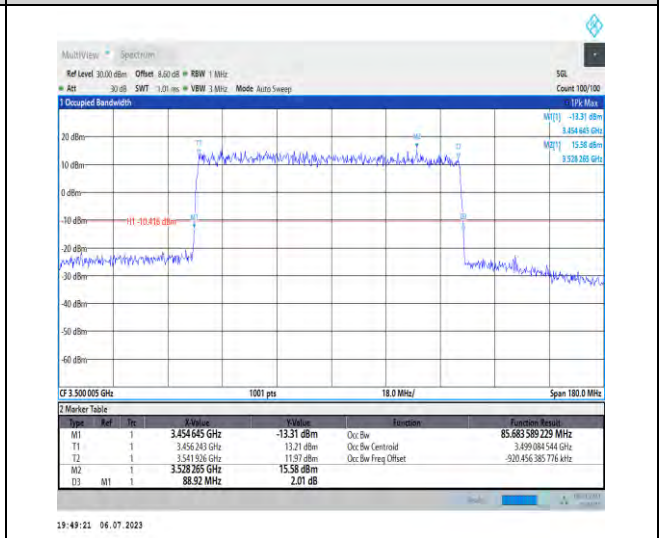 MultiView Spectrum
Ref Level 30.00 dBm Offset 8.60 dB RBW 1 MHz SGL
Att 30 dB SWT 1.01 ms VBW 3 MHz Mode Auto Sweep Count 100/100
1 Occupied Bandwidth 1Pk Max
M1[1] -13.31 dBm
3.454 645 GHz
M2[1] 15.58 dBm
3.528 265 GHz
20 dBm
T1 M2
10 dBm
0 dBm
-10 dBm H1 -10.416 dBm M1
-20 dBm
-30 dBm
-40 dBm
-50 dBm
-60 dBm
CF 3.500 005 GHz 1001 pts 18.0 MHz/ Span 180.0 MHz
2 Marker Table
Type Ref Trc X-Value Y-Value Function Function Result
M1 1 3.454 645 GHz -13.31 dBm Occ Bw 85.683 589 229 MHz
T1 1 3.456 243 GHz 13.21 dBm Occ Bw Centroid 3.499 084 544 GHz
T2 1 3.541 926 GHz 11.97 dBm Occ Bw Freq Offset -920.456 385 776 kHz
M2 1 3.528 265 GHz 15.58 dBm
D3 M1 1 88.92 MHz 2.01 dB
19:49:21 06.07.2023